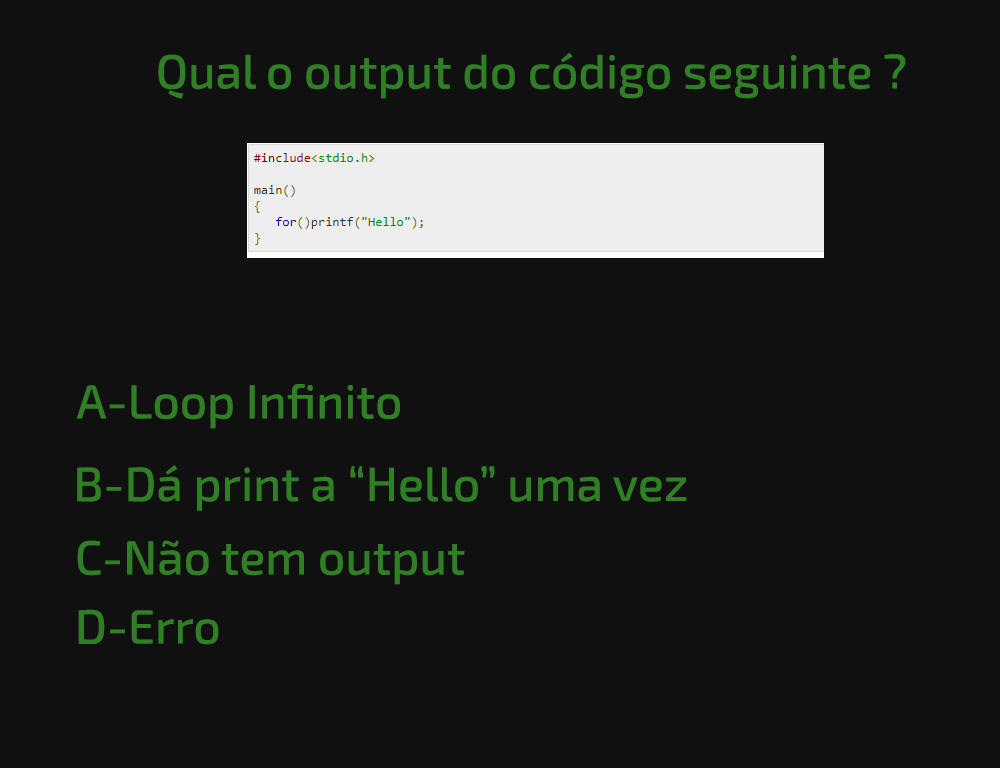 Qual o output do código seguinte ?
#include<stdio.h>
main()
{
for()printf("Hello");
}
A-Loop Infinito
B-Dá print a “Hello” uma vez
C-Não tem output
D-Erro